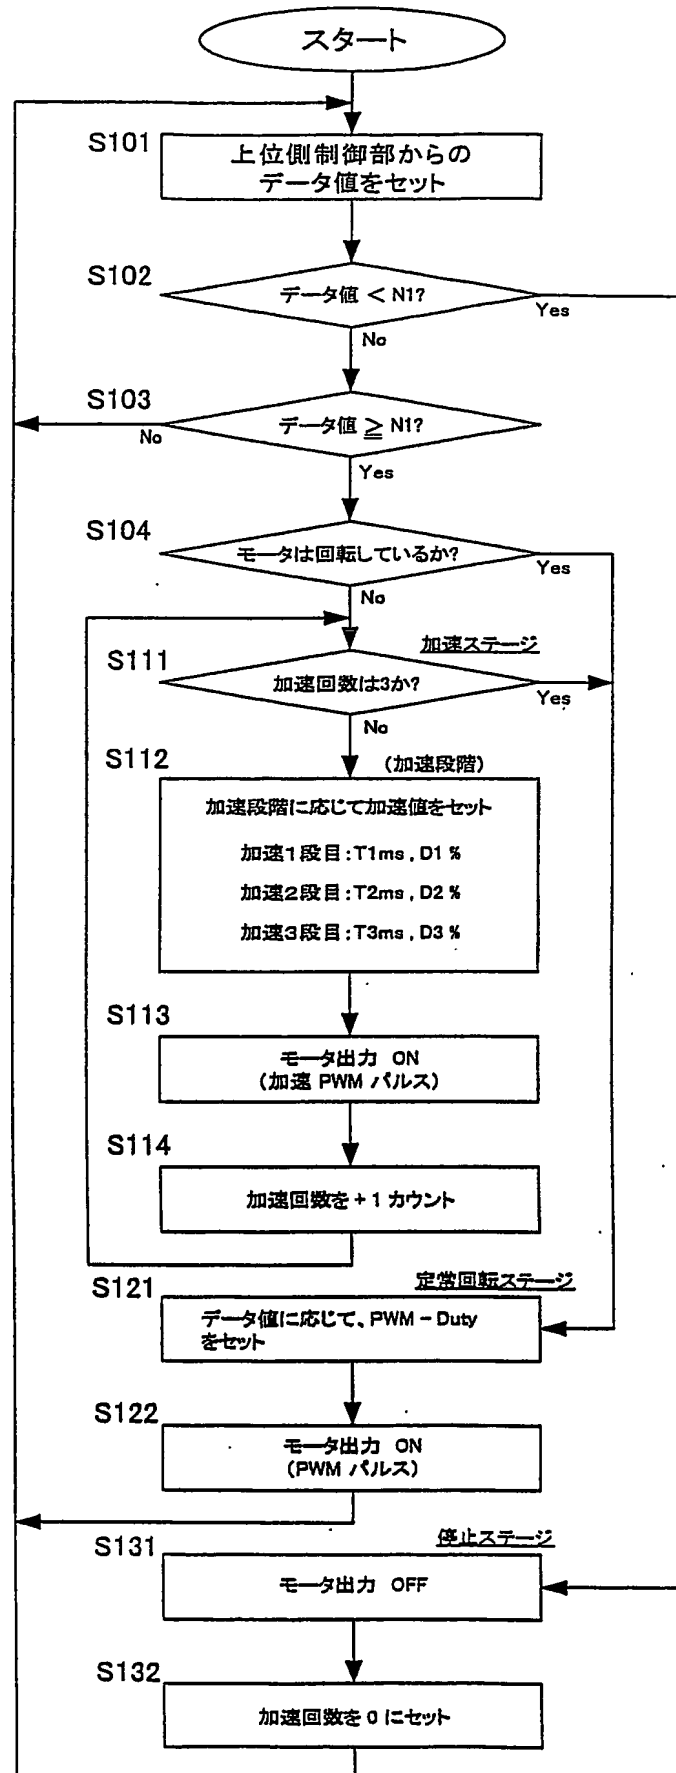 スタート
S101
上位側制御部からの
データ値をセット
S102
データ値 < N1?
Yes
No
S103
データ値 ≧ N1?
No
Yes
S104
モータは回転しているか?
Yes
No
加速ステージ
S111
加速回数は3か?
Yes
No
S112
(加速段階)
加速段階に応じて加速値をセット
加速1段目:T1ms , D1 %
加速2段目:T2ms , D2 %
加速3段目:T3ms , D3 %
S113
モータ出力 ON
(加速 PWM パルス)
S114
加速回数を + 1 カウント
定常回転ステージ
S121
データ値に応じて、PWM − Duty
をセット
S122
モータ出力 ON
(PWM パルス)
停止ステージ
S131
モータ出力 OFF
S132
加速回数を 0 にセット